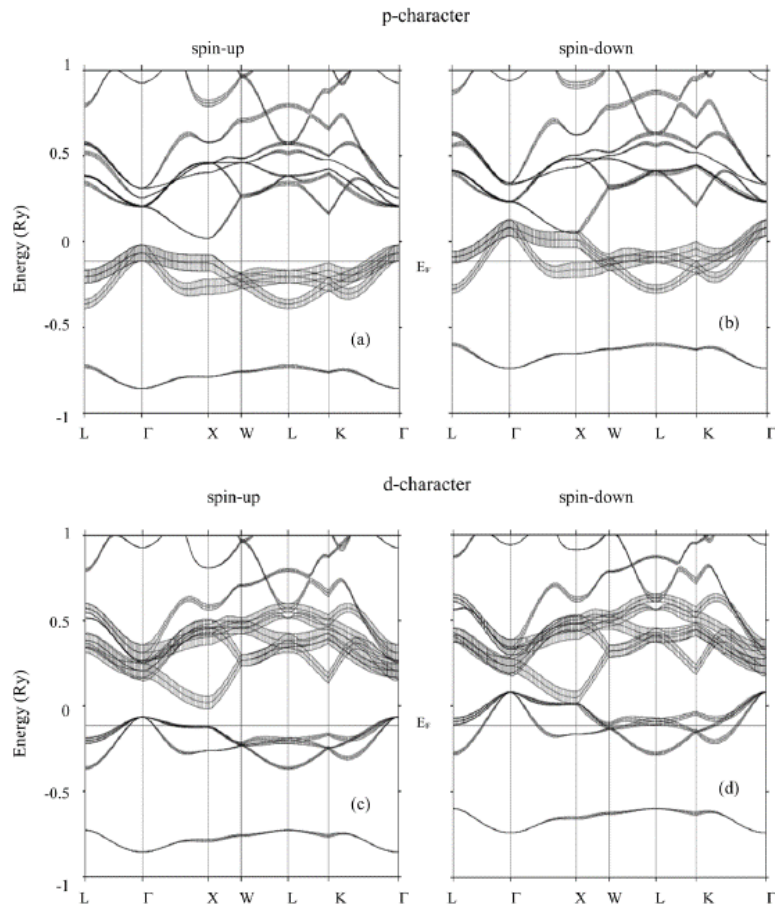 p-character
spin-up
spin-down
1
0.5
0
-0.5
-1
Energy (Ry)
E_F
(a)
(b)
L Γ X W L K Γ
L Γ X W L K Γ
d-character
spin-up
spin-down
1
0.5
0
-0.5
-1
Energy (Ry)
E_F
(c)
(d)
L Γ X W L K Γ
L Γ X W L K Γ